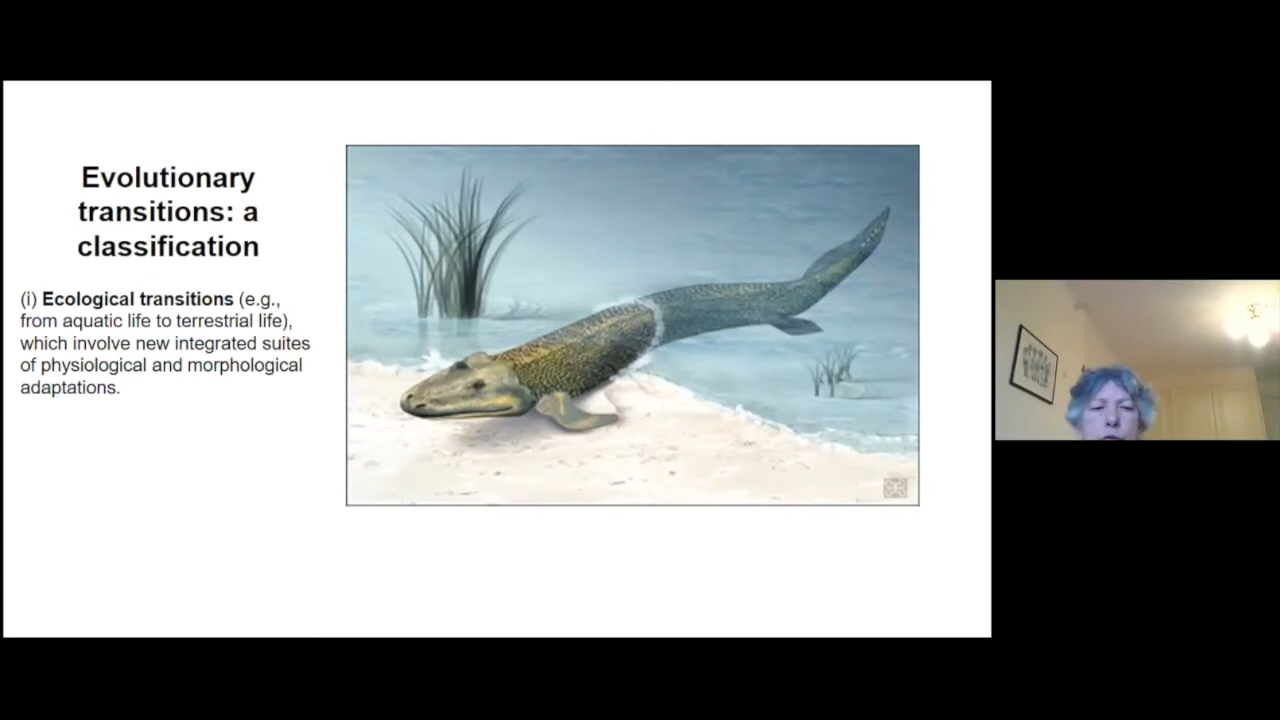 Evolutionary
transitions: a
classification
(i) Ecological transitions (e.g.,
from aquatic life to terrestrial life),
which involve new integrated suites
of physiological and morphological
adaptations.